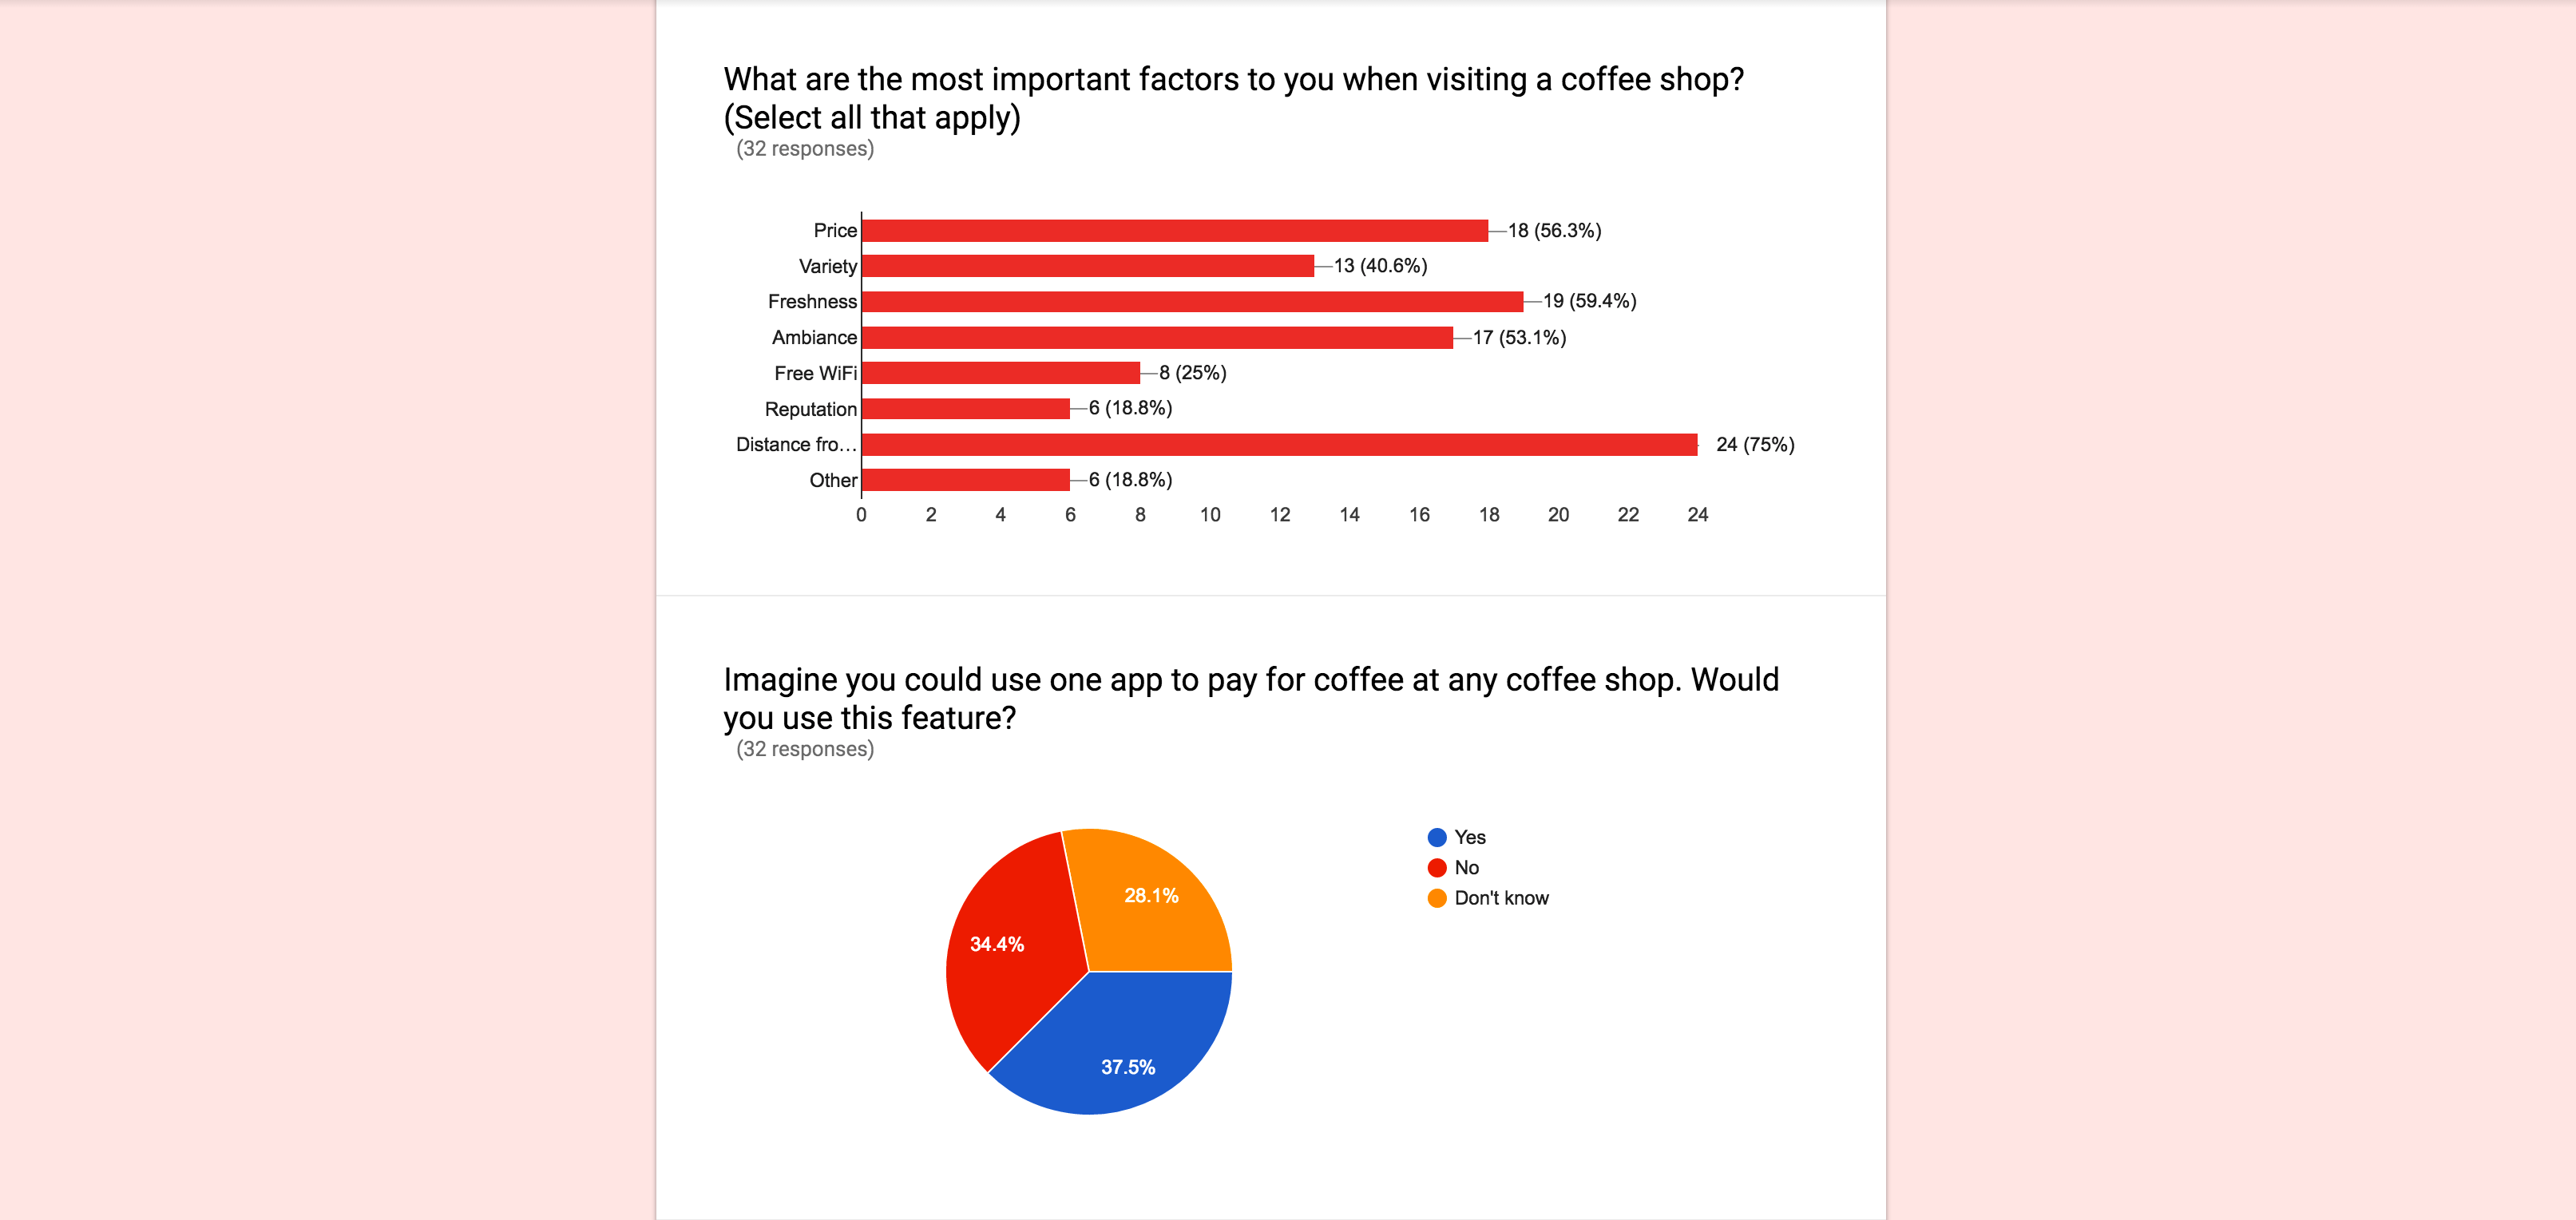 What are the most important factors to you when visiting a coffee shop?
(Select all that apply)
(32 responses)
Price
18 (56.3%)
Variety
13 (40.6%)
Freshness
19 (59.4%)
Ambiance
17 (53.1%)
Free WiFi
8 (25%)
Reputation
6 (18.8%)
Distance fro…
24 (75%)
Other
6 (18.8%)
0 2 4 6 8 10 12 14 16 18 20 22 24
Imagine you could use one app to pay for coffee at any coffee shop. Would
you use this feature?
(32 responses)
Yes
No
Don't know
28.1%
34.4%
37.5%